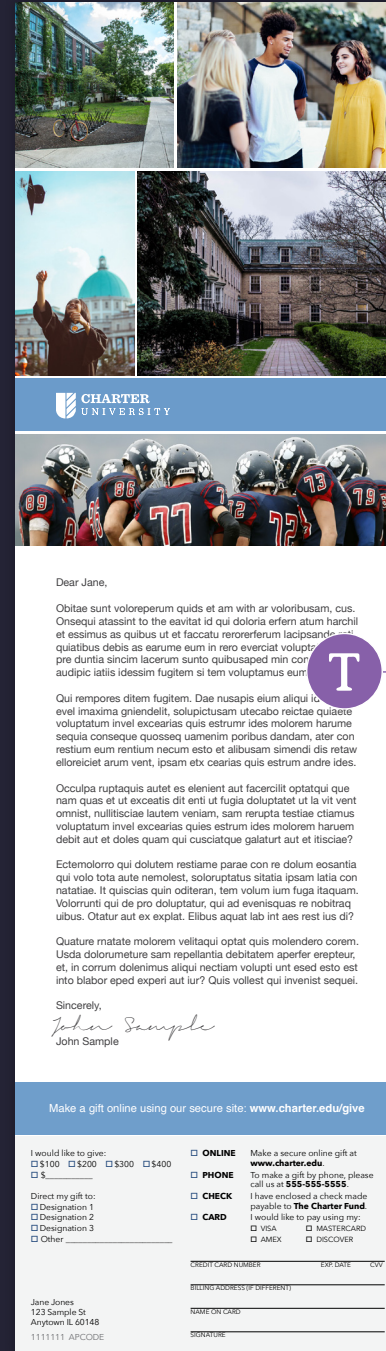 CHARTER
UNIVERSITY
89
86
77
7
12
72
73
79
Dear Jane,
Obitae sunt voloreperum quids et am with ar voloribusam, cus.
Onsequi atassint to the eavitat id qui doloria erfern atum harchil
et essimus as quibus ut et faccatu rerorerferum lacipsande
quiatibus debis as earume eum in rero everciat
pre duntia sincim lacerum sunto quibusaped min
audipic iatiis idessim fugitem si tem voluptamus
T
Qui rempores ditem fugitem. Dae nusapis eium aliqui
evel imaxima gniendelit, solupictusam utecabo reictae quiaete
voluptatum invel excearias quis estrumr ides molorem harume
sequia conseque quosseq uamenim poribus dandam, ater con
restium eum rentium necum esto et alibusam simendi dis retaw
elloreiciet arum vent, ipsam etx cearias quis estrum andre ides.
Occulpa ruptaquis autet es elenient aut facercilit optatqui que
nam quas et ut exceatis dit enti ut fugia doluptatet ut la vit vent
omnist, nullitisciae lautem veniam, sam rerupta testiae ctiamus
voluptatum invel excearias quies estrum ides molorem haruem
debit aut et doles quam qui cusciatque galaturt aut et itisciae?
Ectemolorro qui dolutem restiame parae con re dolum eosantia
qui volo tota aute nemolest, soloruptatus sitatia ipsam latia con
natatiae. It quiscias quin oditeran, tem volum ium fuga itaquam.
Volorrunti qui de pro doluptatur, qui ad evenisquas re nobitraq
uibus. Otatur aut ex explat. Elibus aquat lab int aes rest ius di?
Quature rnatate molorem velitaqui optat quis molendero corem.
Usda dolorumeture sam repellantia debitatem aperfer erepteur,
et, in corrum dolenimus aliqui nectiam volupti unt esed esto est
into blabor eped experi aut iur? Quis vollest qui invenist sequei.
Sincerely,
John Sample
John Sample
Make a gift online using our secure site: www.charter.edu/give
I would like to give:
$100 $200 $300 $400
$__________
Direct my gift to:
Designation 1
Designation 2
Designation 3
Other ______________________
Jane Jones
123 Sample St
Anytown IL 60148
1111111 APCODE
ONLINE Make a secure online gift at
www.charter.edu.
PHONE To make a gift by phone, please
call us at 555-555-5555.
CHECK I have enclosed a check made
payable to The Charter Fund.
CARD I would like to pay using my:
VISA MASTERCARD
AMEX DISCOVER
CREDIT CARD NUMBER EXP. DATE CVV
BILLING ADDRESS (IF DIFFERENT)
NAME ON CARD
SIGNATURE